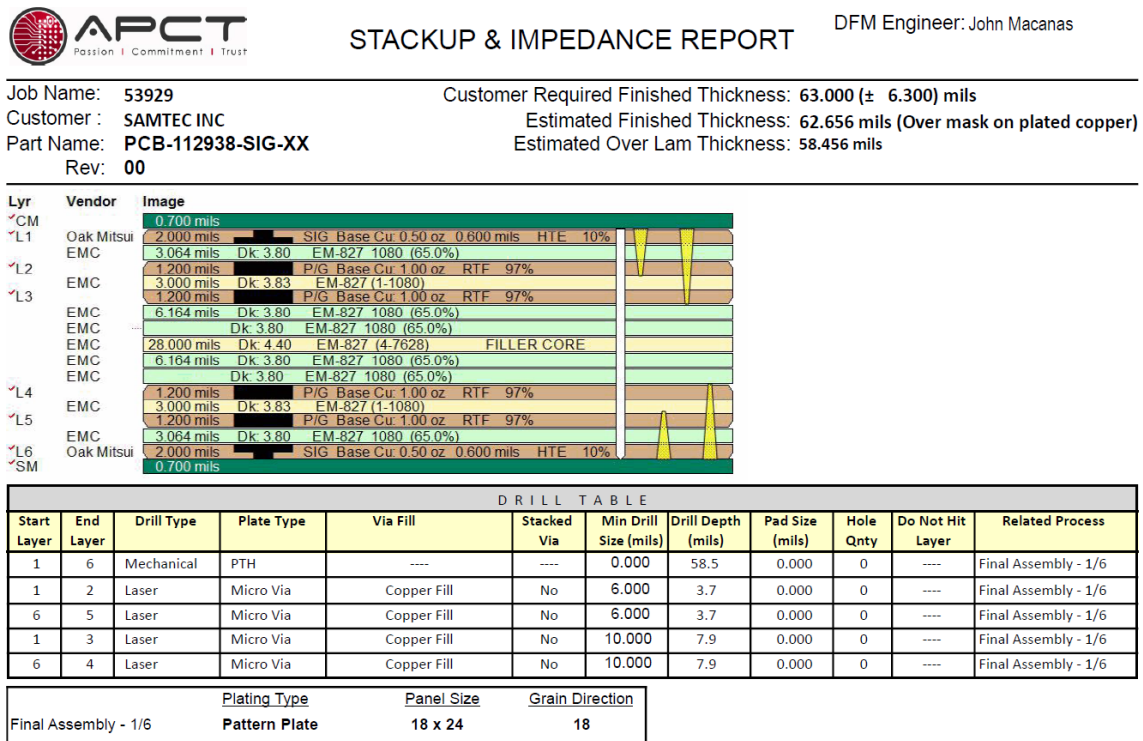 APCT
Passion | Commitment | Trust
STACKUP & IMPEDANCE REPORT
DFM Engineer: John Macanas
Job Name: 53929
Customer : SAMTEC INC
Part Name: PCB-112938-SIG-XX
Rev: 00
Customer Required Finished Thickness: 63.000 (± 6.300) mils
Estimated Finished Thickness: 62.656 mils (Over mask on plated copper)
Estimated Over Lam Thickness: 58.456 mils
Lyr Vendor Image
CM 0.700 mils
L1 Oak Mitsui 2.000 mils SIG Base Cu: 0.50 oz 0.600 mils HTE 10%
EMC 3.064 mils Dk: 3.80 EM-827 1080 (65.0%)
L2 1.200 mils P/G Base Cu: 1.00 oz RTF 97%
EMC 3.000 mils Dk: 3.83 EM-827 (1-1080)
L3 1.200 mils P/G Base Cu: 1.00 oz RTF 97%
EMC 6.164 mils Dk: 3.80 EM-827 1080 (65.0%)
EMC Dk: 3.80 EM-827 1080 (65.0%)
EMC 28.000 mils Dk: 4.40 EM-827 (4-7628) FILLER CORE
EMC 6.164 mils Dk: 3.80 EM-827 1080 (65.0%)
EMC Dk: 3.80 EM-827 1080 (65.0%)
L4 1.200 mils P/G Base Cu: 1.00 oz RTF 97%
EMC 3.000 mils Dk: 3.83 EM-827 (1-1080)
L5 1.200 mils P/G Base Cu: 1.00 oz RTF 97%
EMC 3.064 mils Dk: 3.80 EM-827 1080 (65.0%)
L6 Oak Mitsui 2.000 mils SIG Base Cu: 0.50 oz 0.600 mils HTE 10%
SM 0.700 mils
DRILL TABLE
Start Layer End Layer Drill Type Plate Type Via Fill Stacked Via Min Drill Size (mils) Drill Depth (mils) Pad Size (mils) Hole Qnty Do Not Hit Layer Related Process
1 6 Mechanical PTH ---- ---- 0.000 58.5 0.000 0 ---- Final Assembly - 1/6
1 2 Laser Micro Via Copper Fill No 6.000 3.7 0.000 0 ---- Final Assembly - 1/6
6 5 Laser Micro Via Copper Fill No 6.000 3.7 0.000 0 ---- Final Assembly - 1/6
1 3 Laser Micro Via Copper Fill No 10.000 7.9 0.000 0 ---- Final Assembly - 1/6
6 4 Laser Micro Via Copper Fill No 10.000 7.9 0.000 0 ---- Final Assembly - 1/6
Plating Type Panel Size Grain Direction
Final Assembly - 1/6 Pattern Plate 18 x 24 18